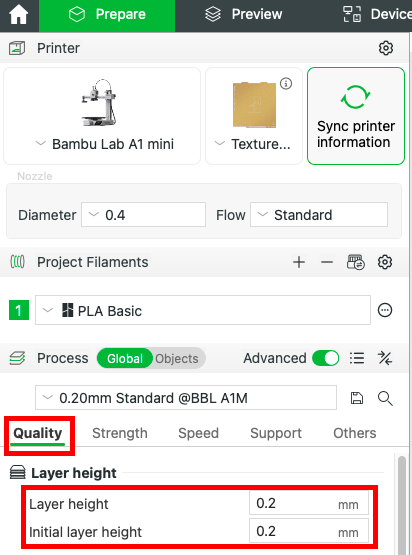 Prepare
Preview
Device
Printer
Bambu Lab A1 mini
Texture...
Sync printer
information
Nozzle
Diameter
0.4
Flow
Standard
Project Filaments
1
PLA Basic
Process
Global
Objects
Advanced
0.20mm Standard @BBL A1M
Quality
Strength
Speed
Support
Others
Layer height
Layer height
0.2
mm
Initial layer height
0.2
mm